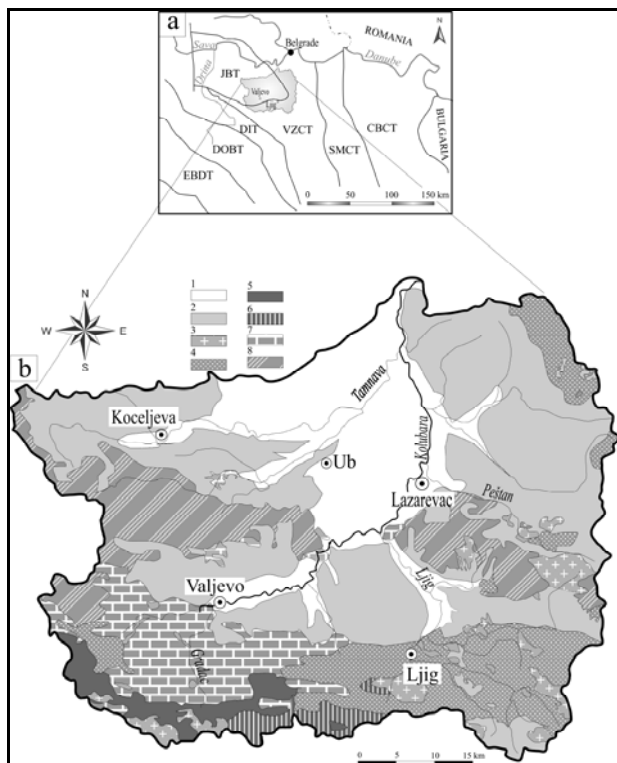 a
ROMANIA
N
Belgrade
Sava
Danube
Drina
JBT
Valjevo
Ljig
BULGARIA
DIT
VZCT
CBCT
DOBT
SMCT
EBDT
0 50 100 150 km
N
W E
S
1 5
2 6
3 7
4 8
b
Tamnava
Koceljeva
Kolubara
Ub
Lazarevac
Peštan
Valjevo
Ljig
Gradac
Ljig
0 5 10 15 km